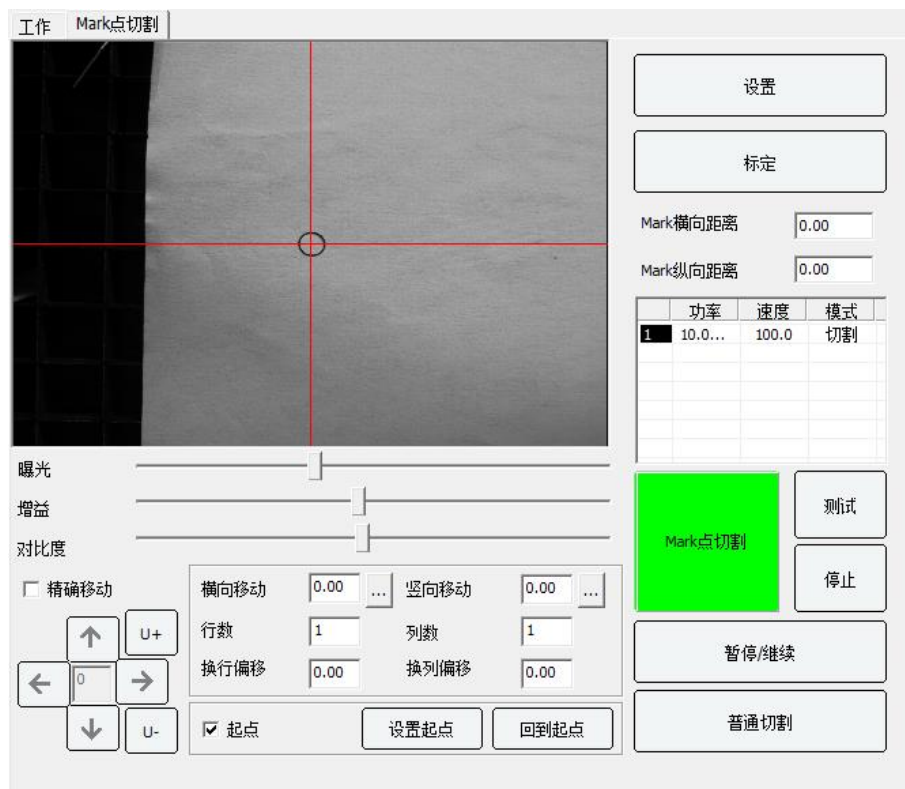 工作 Mark点切割
设置
标定
Mark横向距离 0.00
Mark纵向距离 0.00
功率 速度 模式
1 10.0... 100.0 切割
曝光
增益
对比度
Mark点切割
测试
停止
精确移动
U+
0
U-
横向移动 0.00 ... 竖向移动 0.00 ...
行数 1 列数 1
换行偏移 0.00 换列偏移 0.00
起点 设置起点 回到起点
暂停/继续
普通切割